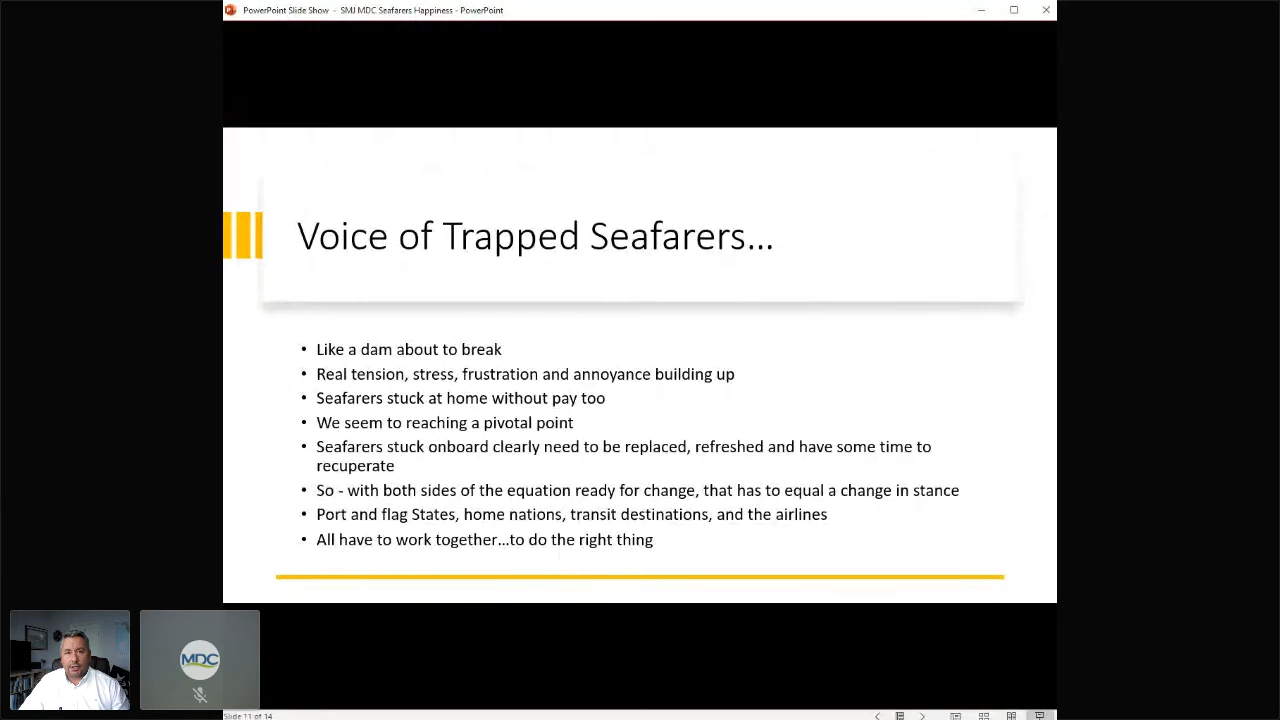 PowerPoint Slide Show - SMJ MDC Seafarers Happiness - PowerPoint
Voice of Trapped Seafarers...
• Like a dam about to break
• Real tension, stress, frustration and annoyance building up
• Seafarers stuck at home without pay too
• We seem to reaching a pivotal point
• Seafarers stuck onboard clearly need to be replaced, refreshed and have some time to
recuperate
• So - with both sides of the equation ready for change, that has to equal a change in stance
• Port and flag States, home nations, transit destinations, and the airlines
• All have to work together...to do the right thing
MDC
Slide 11 of 14